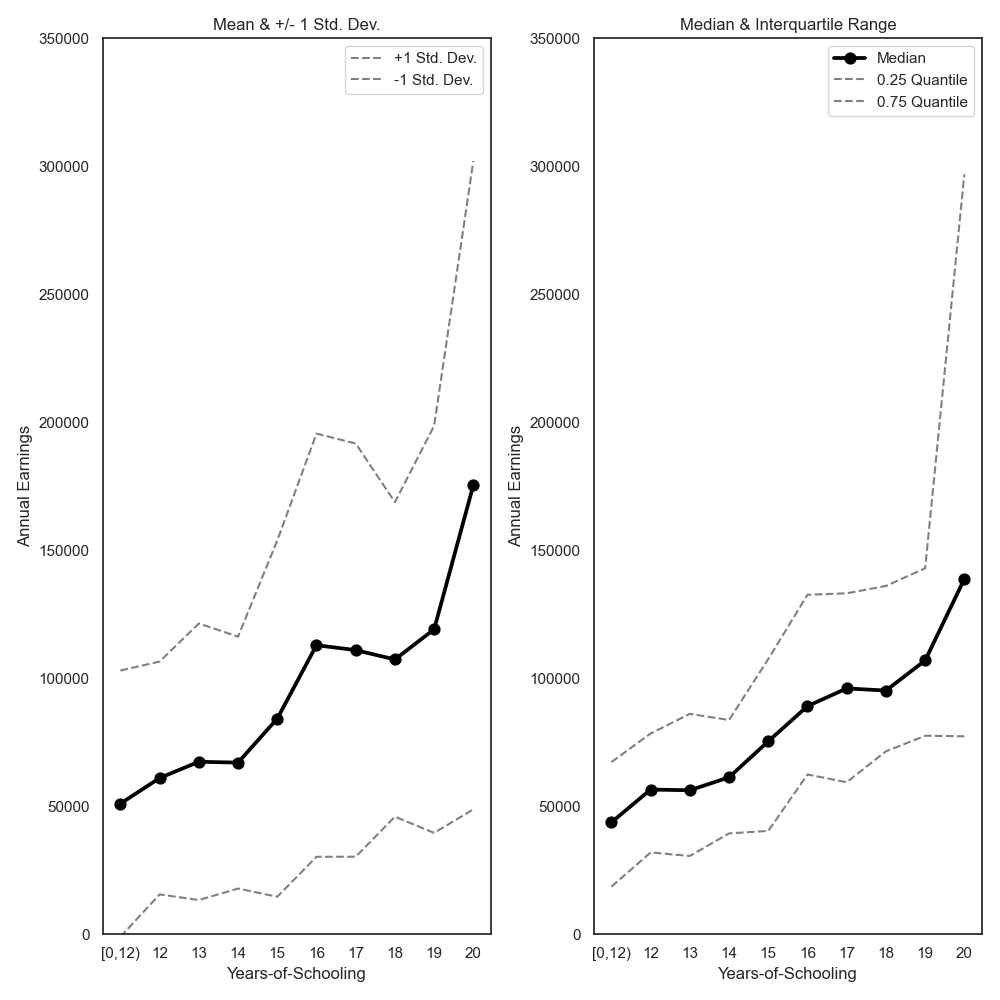 Mean & +/- 1 Std. Dev.
350000
300000
250000
200000
150000
100000
50000
0
Annual Earnings
+1 Std. Dev.
-1 Std. Dev.
[0,12) 12 13 14 15 16 17 18 19 20
Years-of-Schooling
Median & Interquartile Range
350000
300000
250000
200000
150000
100000
50000
0
Annual Earnings
Median
0.25 Quantile
0.75 Quantile
[0,12) 12 13 14 15 16 17 18 19 20
Years-of-Schooling